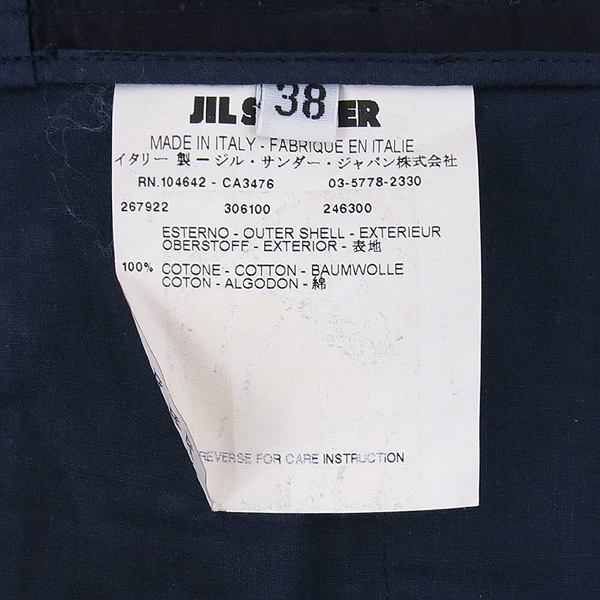 38
JIL S ER
MADE IN ITALY - FABRIQUE EN ITALIE
イタリー 製 ージル・サンダー・ジャパン株式会社
RN.104642 - CA3476 03-5778-2330
267922 306100 246300
ESTERNO - OUTER SHELL - EXTERIEUR
OBERSTOFF - EXTERIOR - 表地
100% COTONE - COTTON - BAUMWOLLE
COTON - ALGODON - 綿
REVERSE FOR CARE INSTRUCTION